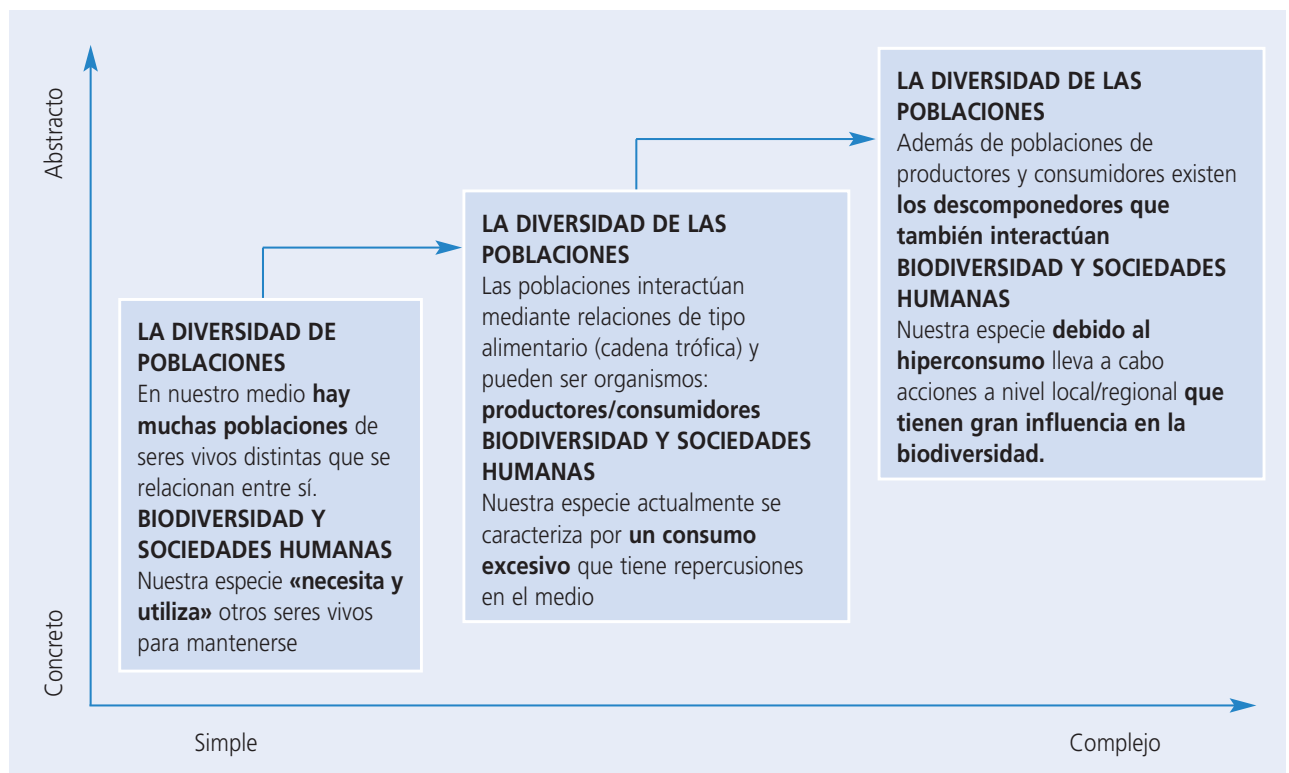 Abstracto
Concreto
LA DIVERSIDAD DE
POBLACIONES
En nuestro medio hay
muchas poblaciones de
seres vivos distintas que se
relacionan entre sí.
BIODIVERSIDAD Y
SOCIEDADES HUMANAS
Nuestra especie «necesita y
utiliza» otros seres vivos
para mantenerse
LA DIVERSIDAD DE LAS
POBLACIONES
Las poblaciones interactúan
mediante relaciones de tipo
alimentario (cadena trófica) y
pueden ser organismos:
productores/consumidores
BIODIVERSIDAD Y SOCIEDADES
HUMANAS
Nuestra especie actualmente se
caracteriza por un consumo
excesivo que tiene repercusiones
en el medio
LA DIVERSIDAD DE LAS
POBLACIONES
Además de poblaciones de
productores y consumidores existen
los descomponedores que
también interactúan
BIODIVERSIDAD Y SOCIEDADES
HUMANAS
Nuestra especie debido al
hiperconsumo lleva a cabo
acciones a nivel local/regional que
tienen gran influencia en la
biodiversidad.
Simple
Complejo